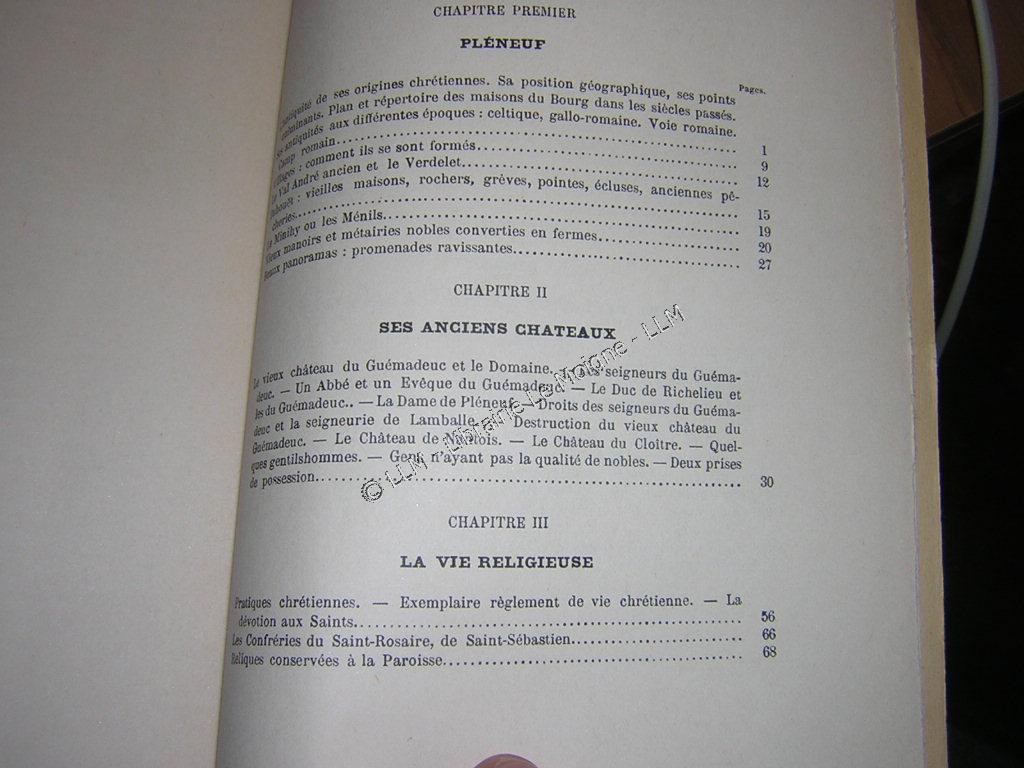 CHAPITRE PREMIER
PLÉNEUF
Pages.
de ses origines chrétiennes. Sa position géographique, ses points
culminants. Plan et répertoire des maisons du Bourg dans les siècles passés.
Ses antiquités aux différentes époques : celtique, gallo-romaine. Voie romaine.
Camp romain 1
Villages : comment ils se sont formés 9
Le Val André ancien et le Verdelet 12
Dahouët : vieilles maisons, rochers, grèves, pointes, écluses, anciennes pê-
cheries 15
Le Minihy ou les Ménils 19
Vieux manoirs et métairies nobles converties en fermes 20
Beaux panoramas : promenades ravissantes 27
CHAPITRE II
SES ANCIENS CHATEAUX
Le vieux château du Guémadeuc et le Domaine. — Les seigneurs du Guéma-
deuc. — Un Abbé et un Evêque du Guémadeuc — Le Duc de Richelieu et
les du Guémadeuc.. — La Dame de Pléneuf — Droits des seigneurs du Guéma-
deuc et la seigneurie de Lamballe. — Destruction du vieux château du
Guémadeuc. — Le Château de Nantois. — Le Château du Cloître. — Quel-
ques gentilshommes. — Gens n'ayant pas la qualité de nobles. — Deux prises
de possession 30
CHAPITRE III
LA VIE RELIGIEUSE
Pratiques chrétiennes. — Exemplaire règlement de vie chrétienne. — La
dévotion aux Saints 56
Les Confréries du Saint-Rosaire, de Saint-Sébastien 66
Reliques conservées à la Paroisse 68
© LLM - Librairie Le Moigne - LLM